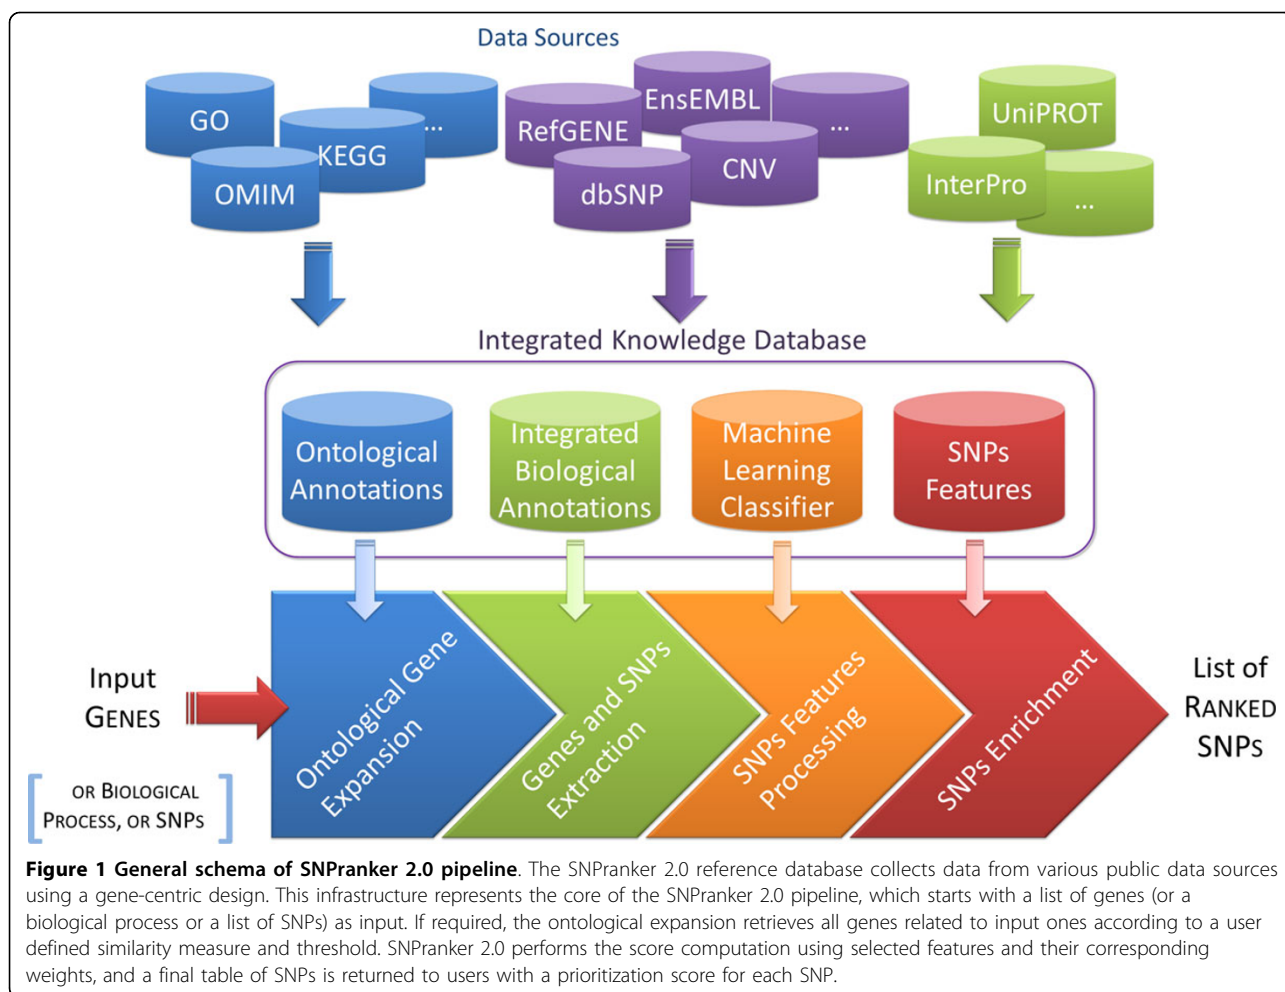 Data Sources
GO
KEGG
...
OMIM
RefGENE
EnsEMBL
...
dbSNP
CNV
UniPROT
InterPro
...
Integrated Knowledge Database
Ontological
Annotations
Integrated
Biological
Annotations
Machine
Learning
Classifier
SNPs
Features
Input
GENES
OR BIOLOGICAL
PROCESS, OR SNPS
Ontological Gene
Expansion
Genes and SNPs
Extraction
SNPs Features
Processing
SNPs Enrichment
List of
RANKED
SNPS
Figure 1 General schema of SNPranker 2.0 pipeline. The SNPranker 2.0 reference database collects data from various public data sources
using a gene-centric design. This infrastructure represents the core of the SNPranker 2.0 pipeline, which starts with a list of genes (or a
biological process or a list of SNPs) as input. If required, the ontological expansion retrieves all genes related to input ones according to a user
defined similarity measure and threshold. SNPranker 2.0 performs the score computation using selected features and their corresponding
weights, and a final table of SNPs is returned to users with a prioritization score for each SNP.